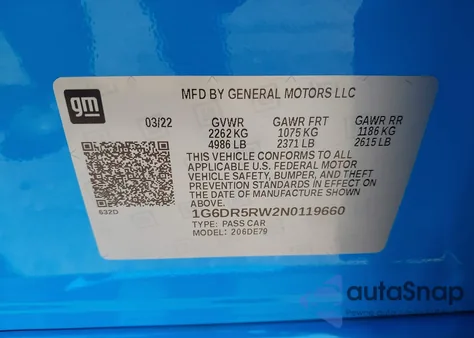 gm
MFD BY GENERAL MOTORS LLC
03/22 GVWR GAWR FRT GAWR RR
2262 KG 1075 KG 1186 KG
4986 LB 2371 LB 2615 LB
THIS VEHICLE CONFORMS TO ALL
APPLICABLE U.S. FEDERAL MOTOR
VEHICLE SAFETY, BUMPER, AND THEFT
PREVENTION STANDARDS IN EFFECT ON
THE DATE OF MANUFACTURE SHOWN
ABOVE.
632D
1G6DR5RW2N0119660
TYPE: PASS CAR
MODEL: 206DE79
autoSnap